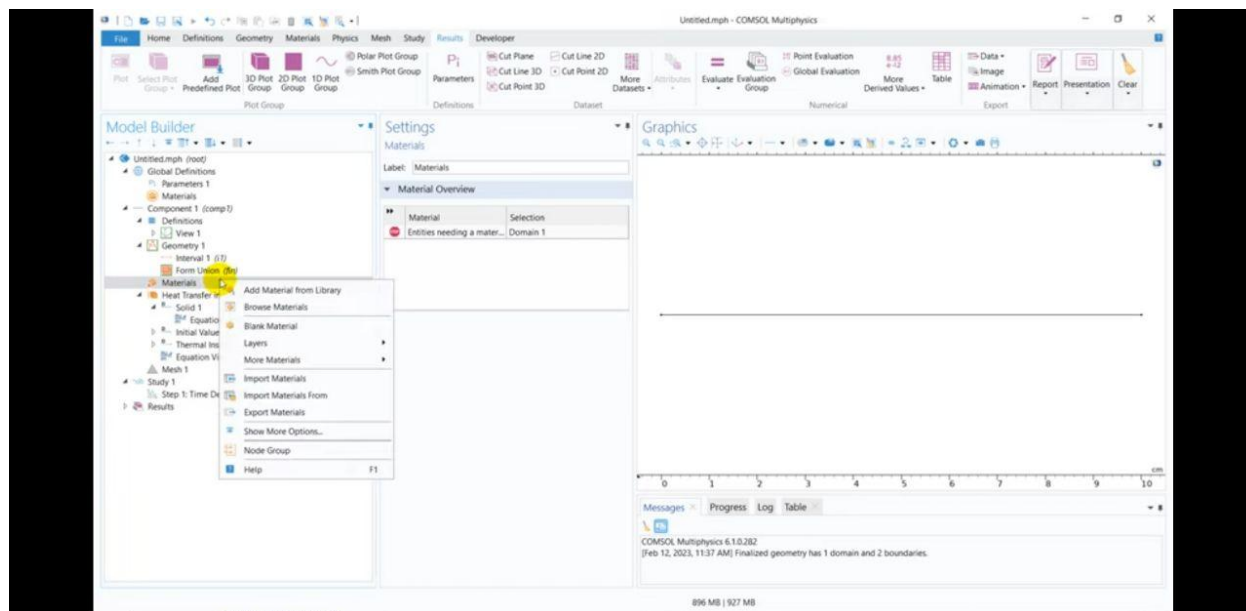 Untitled.mph - COMSOL Multiphysics
File Home Definitions Geometry Materials Physics Mesh Study Results Developer
Plot
Select Plot Group
Add Predefined Plot
3D Plot Group
2D Plot Group
1D Plot Group
Polar Plot Group
Smith Plot Group
Plot Group
Pi
Parameters
Definitions
Cut Plane
Cut Line 3D
Cut Point 3D
Cut Line 2D
Cut Point 2D
More Datasets
Dataset
Attributes
Evaluate
Evaluation Group
Point Evaluation
Global Evaluation
8.85
e-12
More Derived Values
Table
Numerical
Data
Image
Animation
Export
Report
Presentation
Clear
Model Builder
Untitled.mph (root)
Global Definitions
Pi Parameters 1
Materials
Component 1 (comp1)
Definitions
View 1
Geometry 1
Interval 1 (i1)
Form Union (fin)
Materials
Heat Transfer in
Solid 1
Equatio
Initial Value
Thermal Ins
Equation Vi
Mesh 1
Study 1
Step 1: Time De
Results
Add Material from Library
Browse Materials
Blank Material
Layers
More Materials
Import Materials
Import Materials From
Export Materials
Show More Options...
Node Group
Help F1
Settings
Materials
Label: Materials
Material Overview
Material Selection
Entities needing a mater... Domain 1
Graphics
cm
0 1 2 3 4 5 6 7 8 9 10
Messages Progress Log Table
COMSOL Multiphysics 6.1.0.282
[Feb 12, 2023, 11:37 AM] Finalized geometry has 1 domain and 2 boundaries.
896 MB | 927 MB